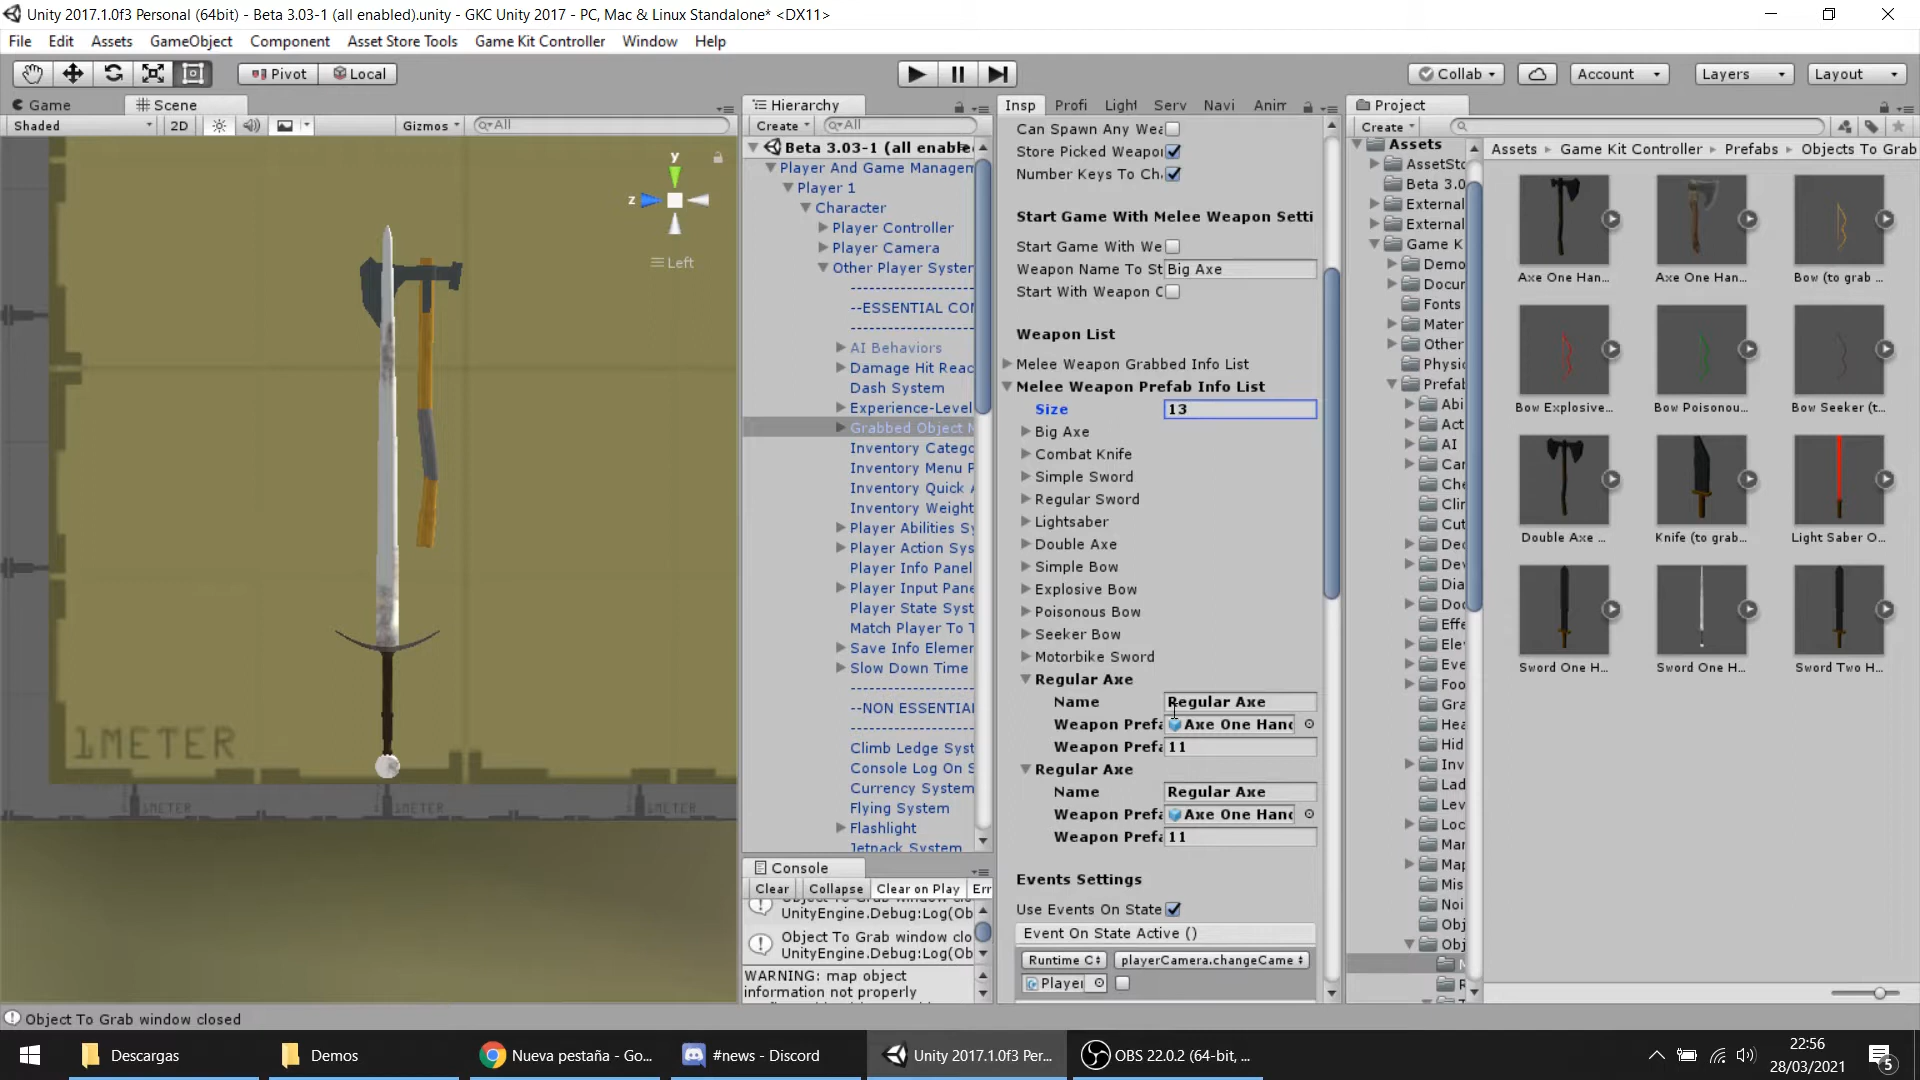 Unity 2017.1.0f3 Personal (64bit) - Beta 3.03-1 (all enabled).unity - GKC Unity 2017 - PC, Mac & Linux Standalone* <DX11>
File Edit Assets GameObject Component Asset Store Tools Game Kit Controller Window Help
Pivot Local Collab Account Layers Layout
Game Scene
Shaded 2D Gizmos All
y
z
Left
1METER
1METER 1METER 1METER
Hierarchy
Create All
Beta 3.03-1 (all enable
Player And Game Managem
Player 1
Character
Player Controller
Player Camera
Other Player System
--ESSENTIAL CON
AI Behaviors
Damage Hit Reac
Dash System
Experience-Level
Grabbed Object M
Inventory Catego
Inventory Menu P
Inventory Quick A
Inventory Weight
Player Abilities Sy
Player Action Sys
Player Info Panel
Player Input Pane
Player State Syst
Match Player To T
Save Info Elemer
Slow Down Time
--NON ESSENTIA
Climb Ledge Syst
Console Log On S
Currency System
Flying System
Flashlight
Jetpack System
Console
Clear Collapse Clear on Play Err
Object To Grab window clo
UnityEngine.Debug:Log(Ob
Object To Grab window clo
UnityEngine.Debug:Log(Ob
WARNING: map object
information not properly
Insp Profi Light Serv Navi Anim
Can Spawn Any Wea
Store Picked Weapon
Number Keys To Ch
Start Game With Melee Weapon Setti
Start Game With We
Weapon Name To St Big Axe
Start With Weapon C
Weapon List
Melee Weapon Grabbed Info List
Melee Weapon Prefab Info List
Size 13
Big Axe
Combat Knife
Simple Sword
Regular Sword
Lightsaber
Double Axe
Simple Bow
Explosive Bow
Poisonous Bow
Seeker Bow
Motorbike Sword
Regular Axe
Name Regular Axe
Weapon Prefa Axe One Hand
Weapon Prefa 11
Regular Axe
Name Regular Axe
Weapon Prefa Axe One Hand
Weapon Prefa 11
Events Settings
Use Events On State
Event On State Active ()
Runtime C playerCamera.changeCame
Player
Project
Create
Assets
AssetSto
Beta 3.0
External
External
Game K
Demo
Docur
Fonts
Mater
Other
Physic
Prefab
Abi
Act
AI
Car
Che
Clin
Cut
Dec
Dev
Dia
Doc
Effe
Ele
Eve
Foo
Gra
Hea
Hid
Inv
Lad
Lev
Loc
Mar
Map
Mis
Noi
Obj
Obj
Assets Game Kit Controller Prefabs Objects To Grab
Axe One Han... Axe One Han... Bow (to grab ...
Bow Explosive... Bow Poisonou... Bow Seeker (t...
Double Axe ... Knife (to grab... Light Saber O...
Sword One H... Sword One H... Sword Two H...
Object To Grab window closed
Descargas Demos Nueva pestaña - Go... #news - Discord Unity 2017.1.0f3 Per... OBS 22.0.2 (64-bit, ...
22:56
28/03/2021
5